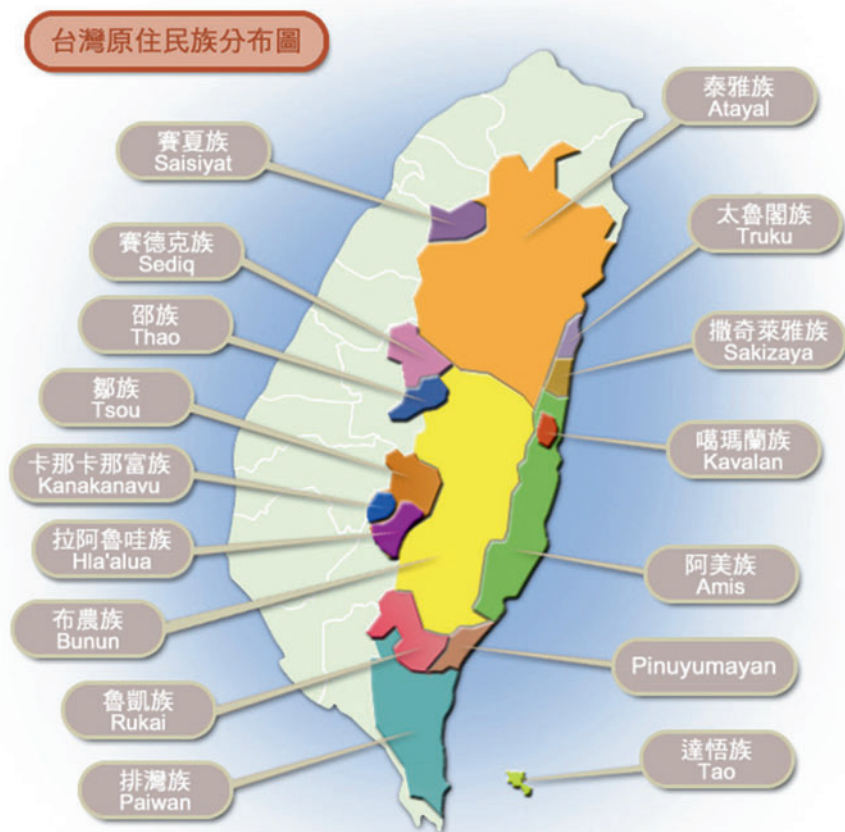 台灣原住民族分布圖
賽夏族
Saisiyat
賽德克族
Sediq
邵族
Thao
鄒族
Tsou
卡那卡那富族
Kanakanavu
拉阿魯哇族
Hla'alua
布農族
Bunun
魯凱族
Rukai
排灣族
Paiwan
泰雅族
Atayal
太魯閣族
Truku
撒奇萊雅族
Sakizaya
噶瑪蘭族
Kavalan
阿美族
Amis
Pinuyumayan
達悟族
Tao